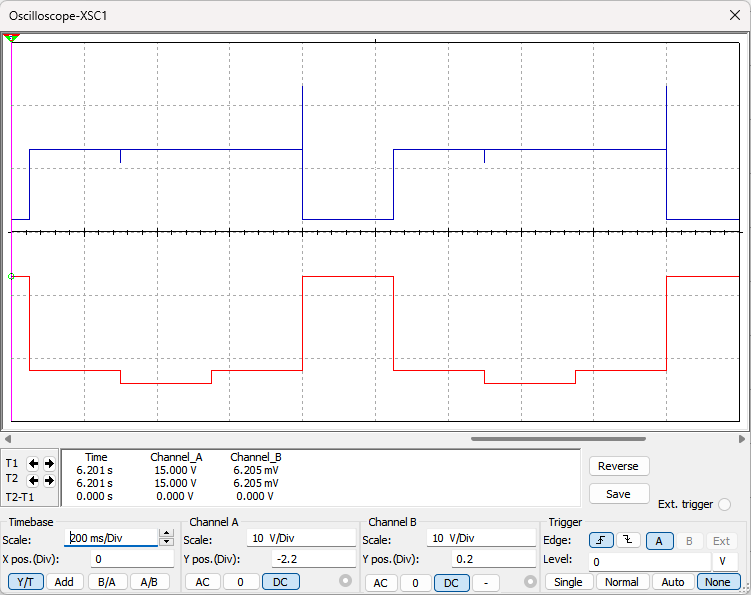 Oscilloscope-XSC1
Time Channel_A Channel_B
T1 6.201 s 15.000 V 6.205 mV
T2 6.201 s 15.000 V 6.205 mV
T2-T1 0.000 s 0.000 V 0.000 V
Reverse
Save
Ext. trigger
Timebase
Scale: 200 ms/Div
X pos.(Div): 0
Y/T Add B/A A/B
Channel A
Scale: 10 V/Div
Y pos.(Div): -2.2
AC 0 DC
Channel B
Scale: 10 V/Div
Y pos.(Div): 0.2
AC 0 DC -
Trigger
Edge: A B Ext
Level: 0 V
Single Normal Auto None